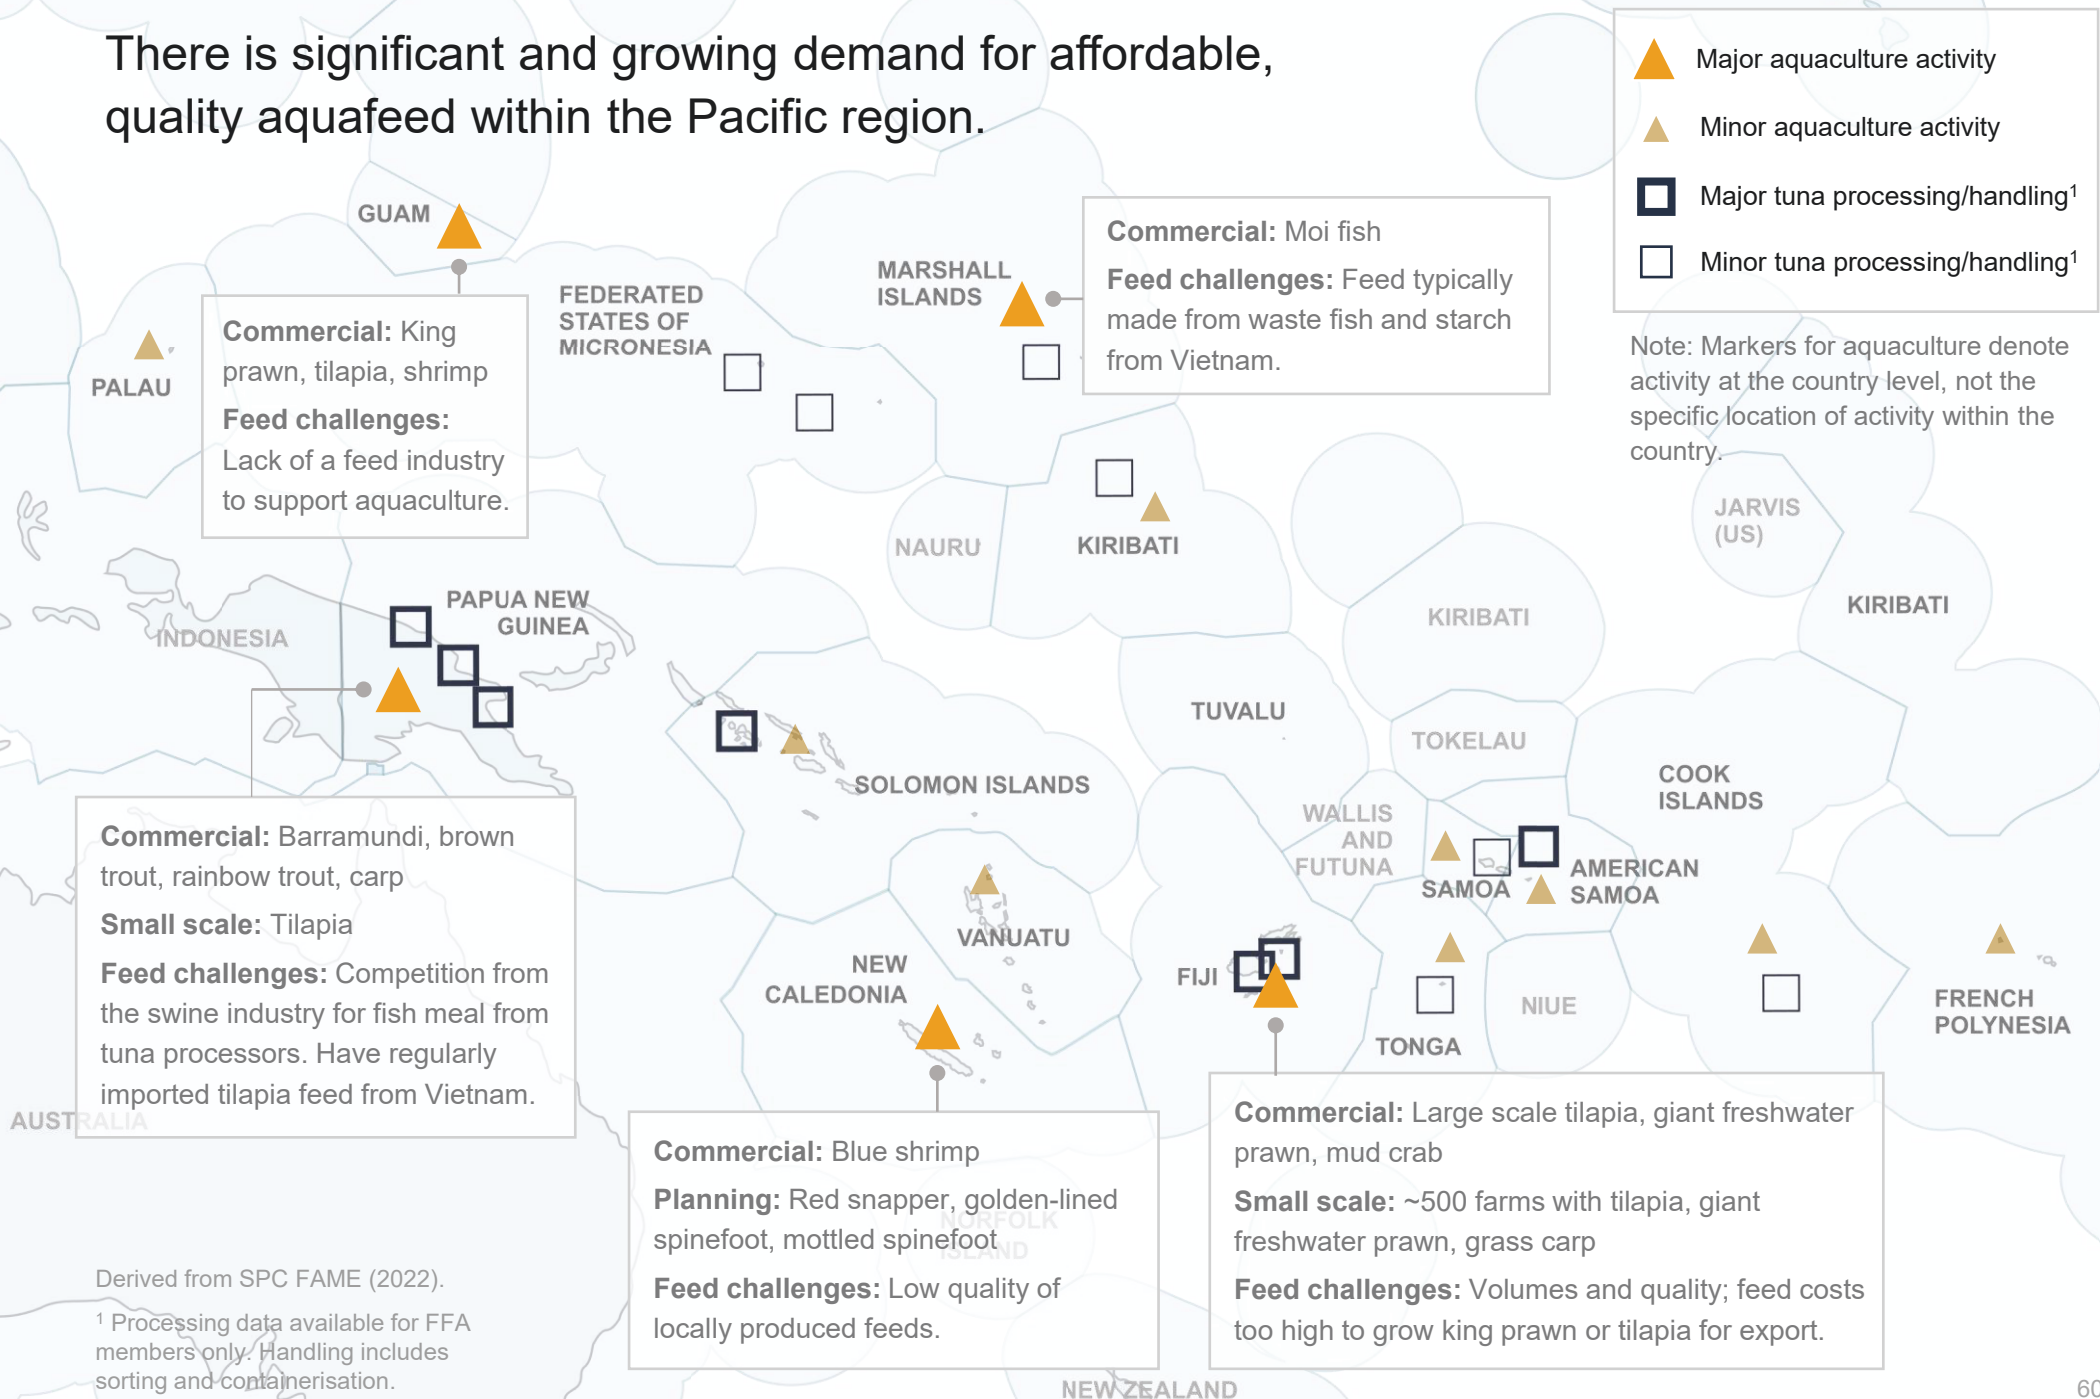 There is significant and growing demand for affordable,
quality aquafeed within the Pacific region.
Major aquaculture activity
Minor aquaculture activity
Major tuna processing/handling¹
Minor tuna processing/handling¹
Note: Markers for aquaculture denote
activity at the country level, not the
specific location of activity within the
country.
GUAM
Commercial: King
prawn, tilapia, shrimp
Feed challenges:
Lack of a feed industry
to support aquaculture.
PALAU
FEDERATED
STATES OF
MICRONESIA
MARSHALL
ISLANDS
Commercial: Moi fish
Feed challenges: Feed typically
made from waste fish and starch
from Vietnam.
NAURU
KIRIBATI
JARVIS
(US)
KIRIBATI
KIRIBATI
INDONESIA
PAPUA NEW
GUINEA
TUVALU
TOKELAU
SOLOMON ISLANDS
COOK
ISLANDS
WALLIS
AND
FUTUNA
SAMOA
AMERICAN
SAMOA
Commercial: Barramundi, brown
trout, rainbow trout, carp
Small scale: Tilapia
Feed challenges: Competition from
the swine industry for fish meal from
tuna processors. Have regularly
imported tilapia feed from Vietnam.
VANUATU
NEW
CALEDONIA
FIJI
TONGA
NIUE
FRENCH
POLYNESIA
AUSTRALIA
Commercial: Blue shrimp
Planning: Red snapper, golden-lined
spinefoot, mottled spinefoot
Feed challenges: Low quality of
locally produced feeds.
NORFOLK
ISLAND
Commercial: Large scale tilapia, giant freshwater
prawn, mud crab
Small scale: ~500 farms with tilapia, giant
freshwater prawn, grass carp
Feed challenges: Volumes and quality; feed costs
too high to grow king prawn or tilapia for export.
Derived from SPC FAME (2022).
¹ Processing data available for FFA
members only. Handling includes
sorting and containerisation.
NEW ZEALAND
60